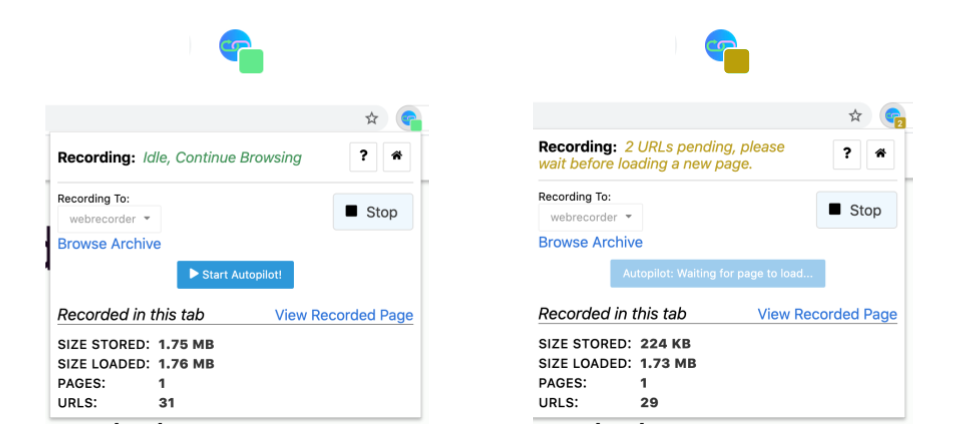 Recording: Idle, Continue Browsing
?
Recording To:
webrecorder
Stop
Browse Archive
Start Autopilot!
Recorded in this tab
View Recorded Page
SIZE STORED: 1.75 MB
SIZE LOADED: 1.76 MB
PAGES: 1
URLS: 31
2
Recording: 2 URLs pending, please
wait before loading a new page.
?
Recording To:
webrecorder
Stop
Browse Archive
Autopilot: Waiting for page to load...
Recorded in this tab
View Recorded Page
SIZE STORED: 224 KB
SIZE LOADED: 1.73 MB
PAGES: 1
URLS: 29